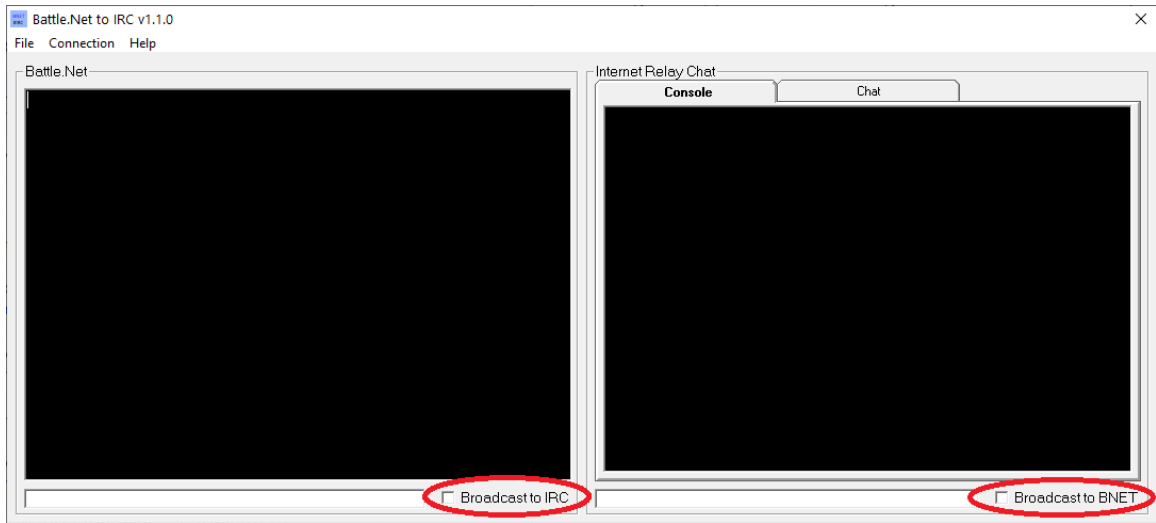 Battle.Net to IRC v1.1.0
File Connection Help
Battle.Net
Internet Relay Chat
Console Chat
Broadcast to IRC
Broadcast to BNET